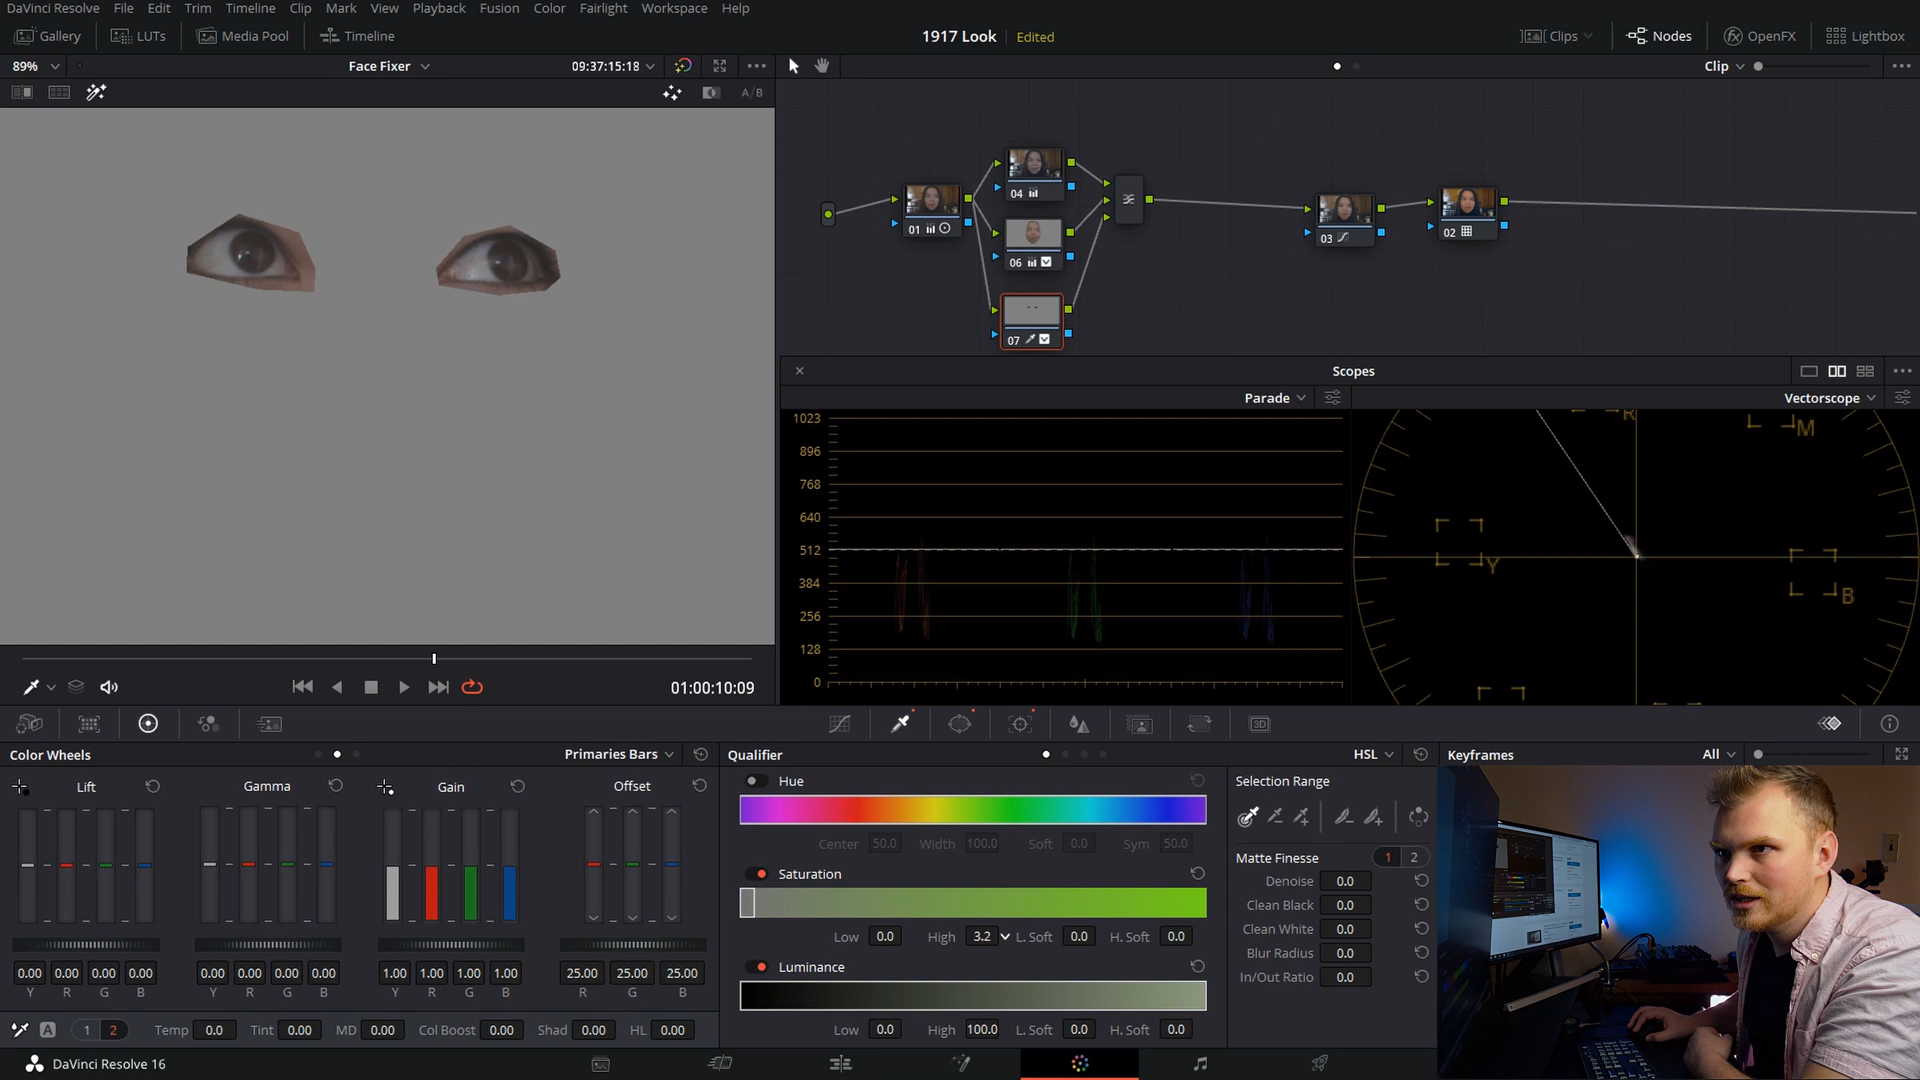 DaVinci Resolve File Edit Trim Timeline Clip Mark View Playback Fusion Color Fairlight Workspace Help
Gallery LUTs Media Pool Timeline 1917 Look Edited Clips Nodes OpenFX Lightbox
89% Face Fixer 09:37:15:18 Clip
A/B
04
01
06
07
03
02
Scopes
Parade Vectorscope
1023
896
768
640
512
384
256
128
0
R
M
Y
B
01:00:10:09
3D
Color Wheels Primaries Bars Qualifier HSL Keyframes All
Lift Gamma Gain Offset
Hue
Center 50.0 Width 100.0 Soft 0.0 Sym 50.0
Saturation
Low 0.0 High 3.2 L. Soft 0.0 H. Soft 0.0
Luminance
Low 0.0 High 100.0 L. Soft 0.0 H. Soft 0.0
Selection Range
Matte Finesse 1 2
Denoise 0.0
Clean Black 0.0
Clean White 0.0
Blur Radius 0.0
In/Out Ratio 0.0
0.00 0.00 0.00 0.00 0.00 0.00 0.00 0.00 1.00 1.00 1.00 1.00 25.00 25.00 25.00
Y R G B Y R G B Y R G B R G B
A 1 2 Temp 0.0 Tint 0.00 MD 0.00 Col Boost 0.00 Shad 0.00 HL 0.00
DaVinci Resolve 16